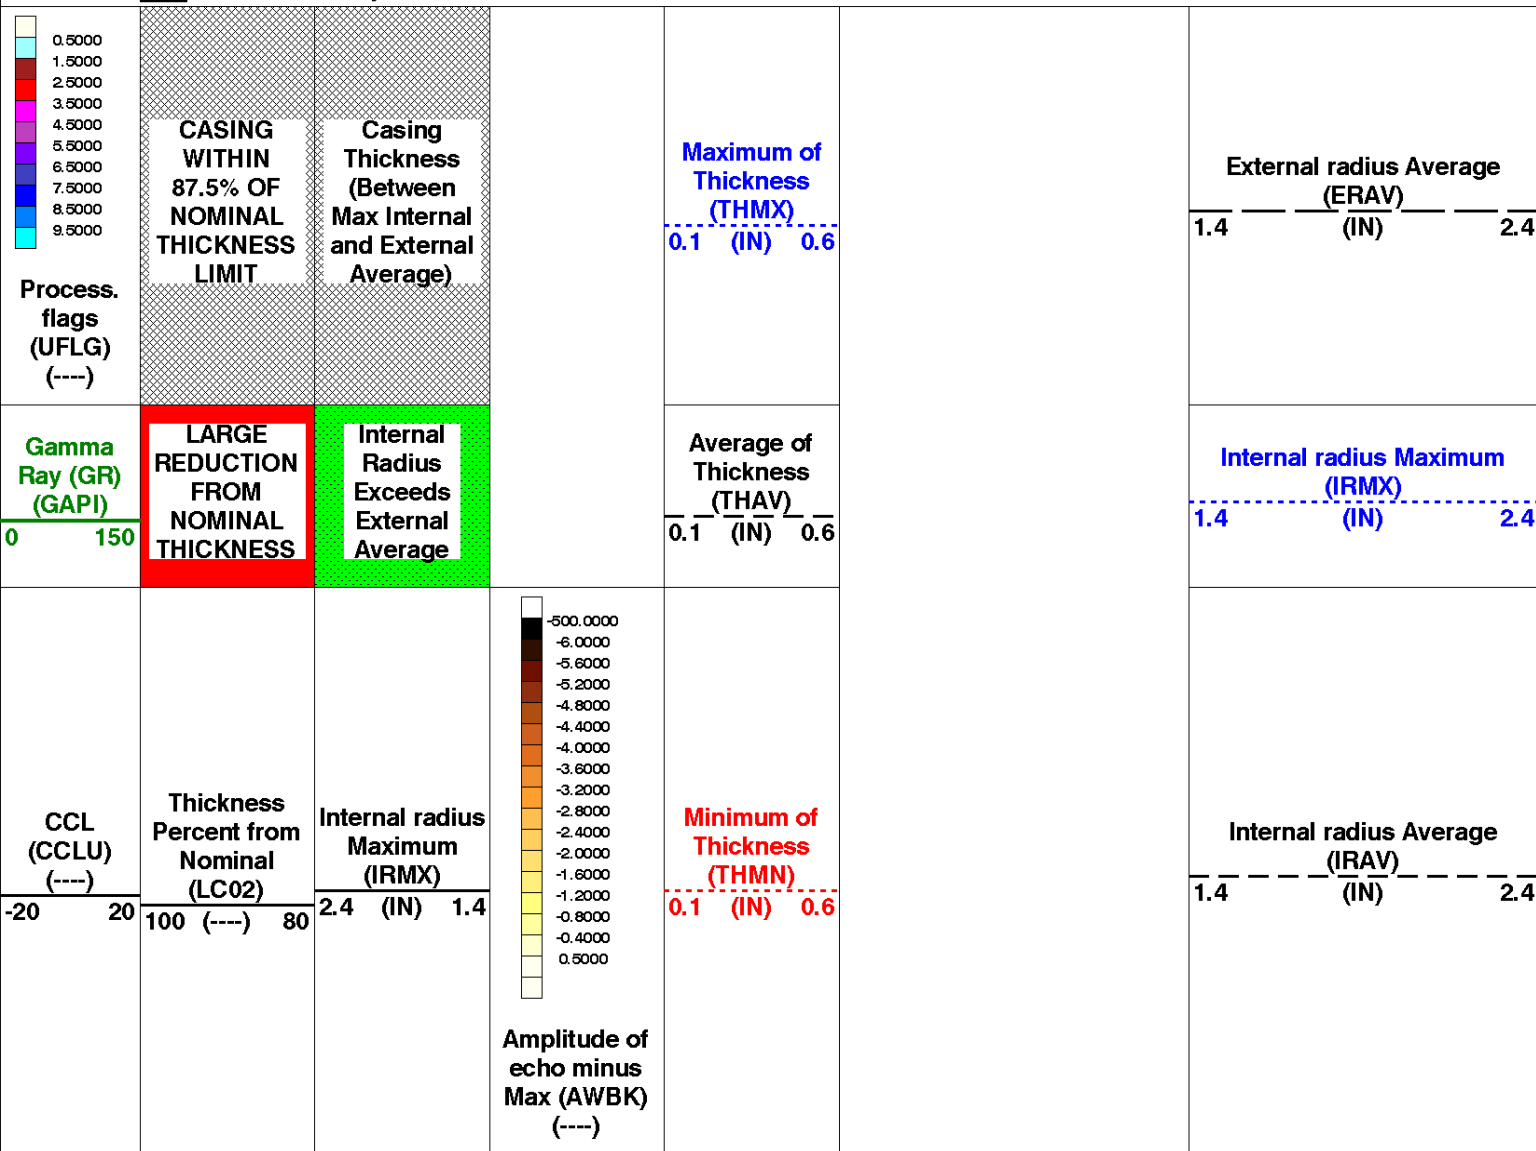 0.5000
1.5000
2.5000
3.5000
4.5000
5.5000
6.5000
7.5000
8.5000
9.5000
Process.
flags
(UFLG)
(----)
CASING
WITHIN
87.5% OF
NOMINAL
THICKNESS
LIMIT
Casing
Thickness
(Between
Max Internal
and External
Average)
Maximum of
Thickness
(THMX)
0.1 (IN) 0.6
External radius Average
(ERAV)
1.4 (IN) 2.4
Gamma
Ray (GR)
(GAPI)
0 150
LARGE
REDUCTION
FROM
NOMINAL
THICKNESS
Internal
Radius
Exceeds
External
Average
Average of
Thickness
(THAV)
0.1 (IN) 0.6
Internal radius Maximum
(IRMX)
1.4 (IN) 2.4
CCL
(CCLU)
(----)
-20 20
Thickness
Percent from
Nominal
(LC02)
100 (----) 80
Internal radius
Maximum
(IRMX)
2.4 (IN) 1.4
-500.0000
-6.0000
-5.6000
-5.2000
-4.8000
-4.4000
-4.0000
-3.6000
-3.2000
-2.8000
-2.4000
-2.0000
-1.6000
-1.2000
-0.8000
-0.4000
0.5000
Amplitude of
echo minus
Max (AWBK)
(----)
Minimum of
Thickness
(THMN)
0.1 (IN) 0.6
Internal radius Average
(IRAV)
1.4 (IN) 2.4